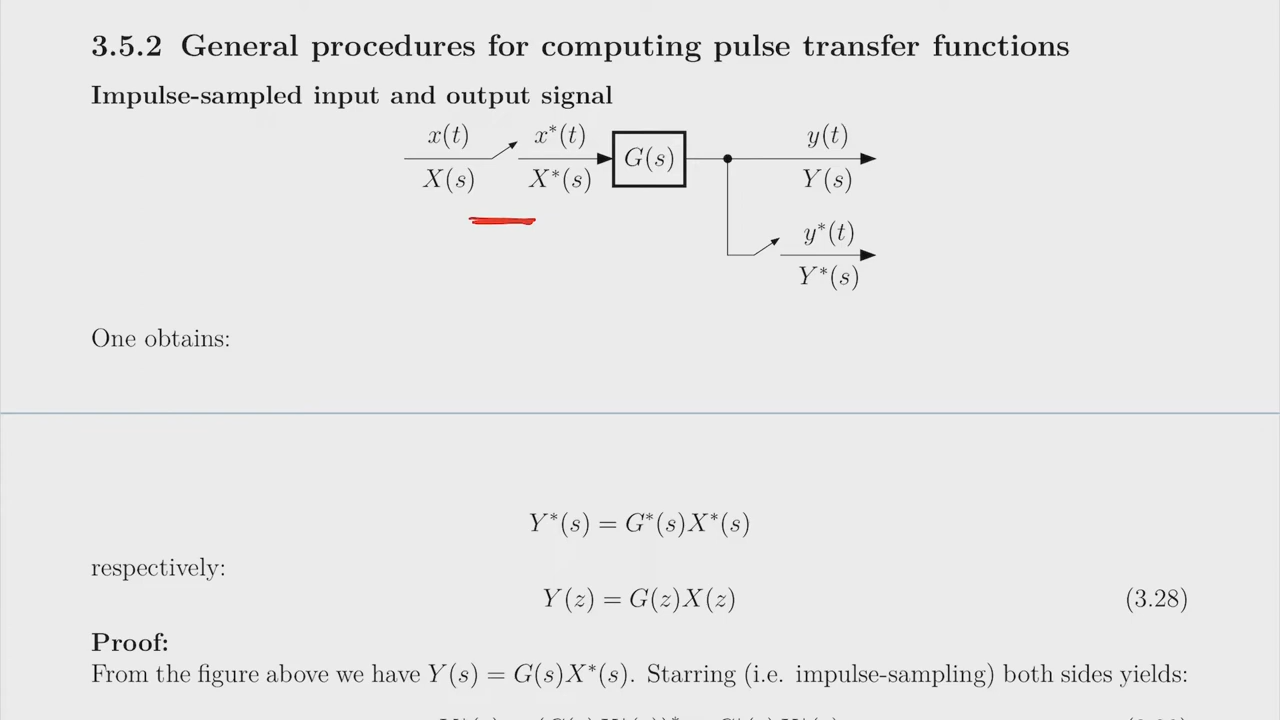 3.5.2 General procedures for computing pulse transfer functions
Impulse-sampled input and output signal
x(t) x*(t) y(t)
G(s)
X(s) X*(s) Y(s)
y*(t)
Y*(s)
One obtains:
Y*(s) = G*(s)X*(s)
respectively:
Y(z) = G(z)X(z) (3.28)
Proof:
From the figure above we have Y(s) = G(s)X*(s). Starring (i.e. impulse-sampling) both sides yields: